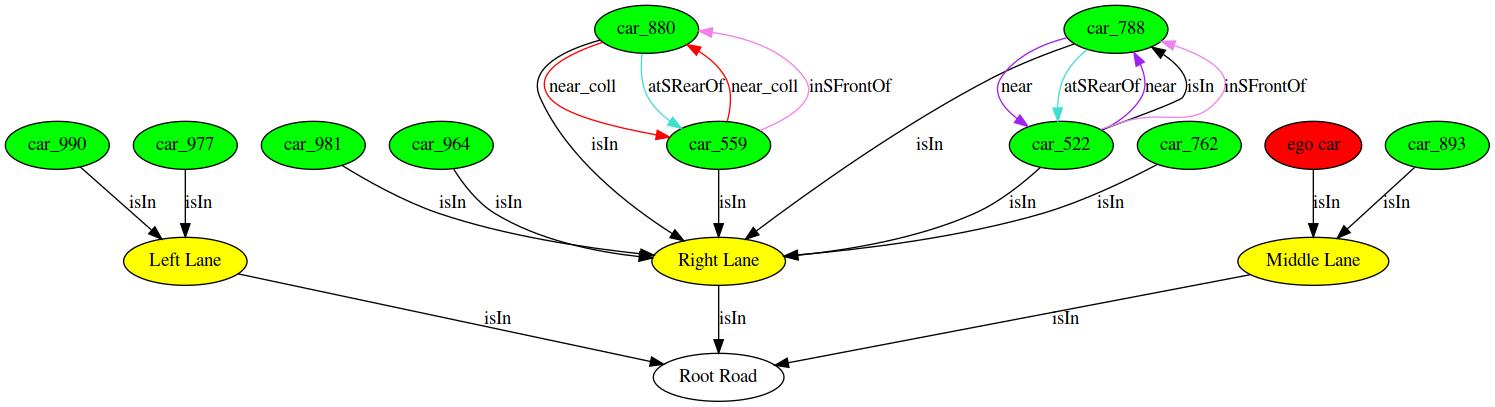 car_880 car_788
near_coll atSRearOf near_coll inSFrontOf near atSRearOf near isIn inSFrontOf
car_990 car_977 car_981 car_964 isIn car_559 isIn car_522 car_762 ego car car_893
isIn isIn isIn isIn isIn isIn isIn isIn isIn
Left Lane Right Lane Middle Lane
isIn isIn isIn
Root Road